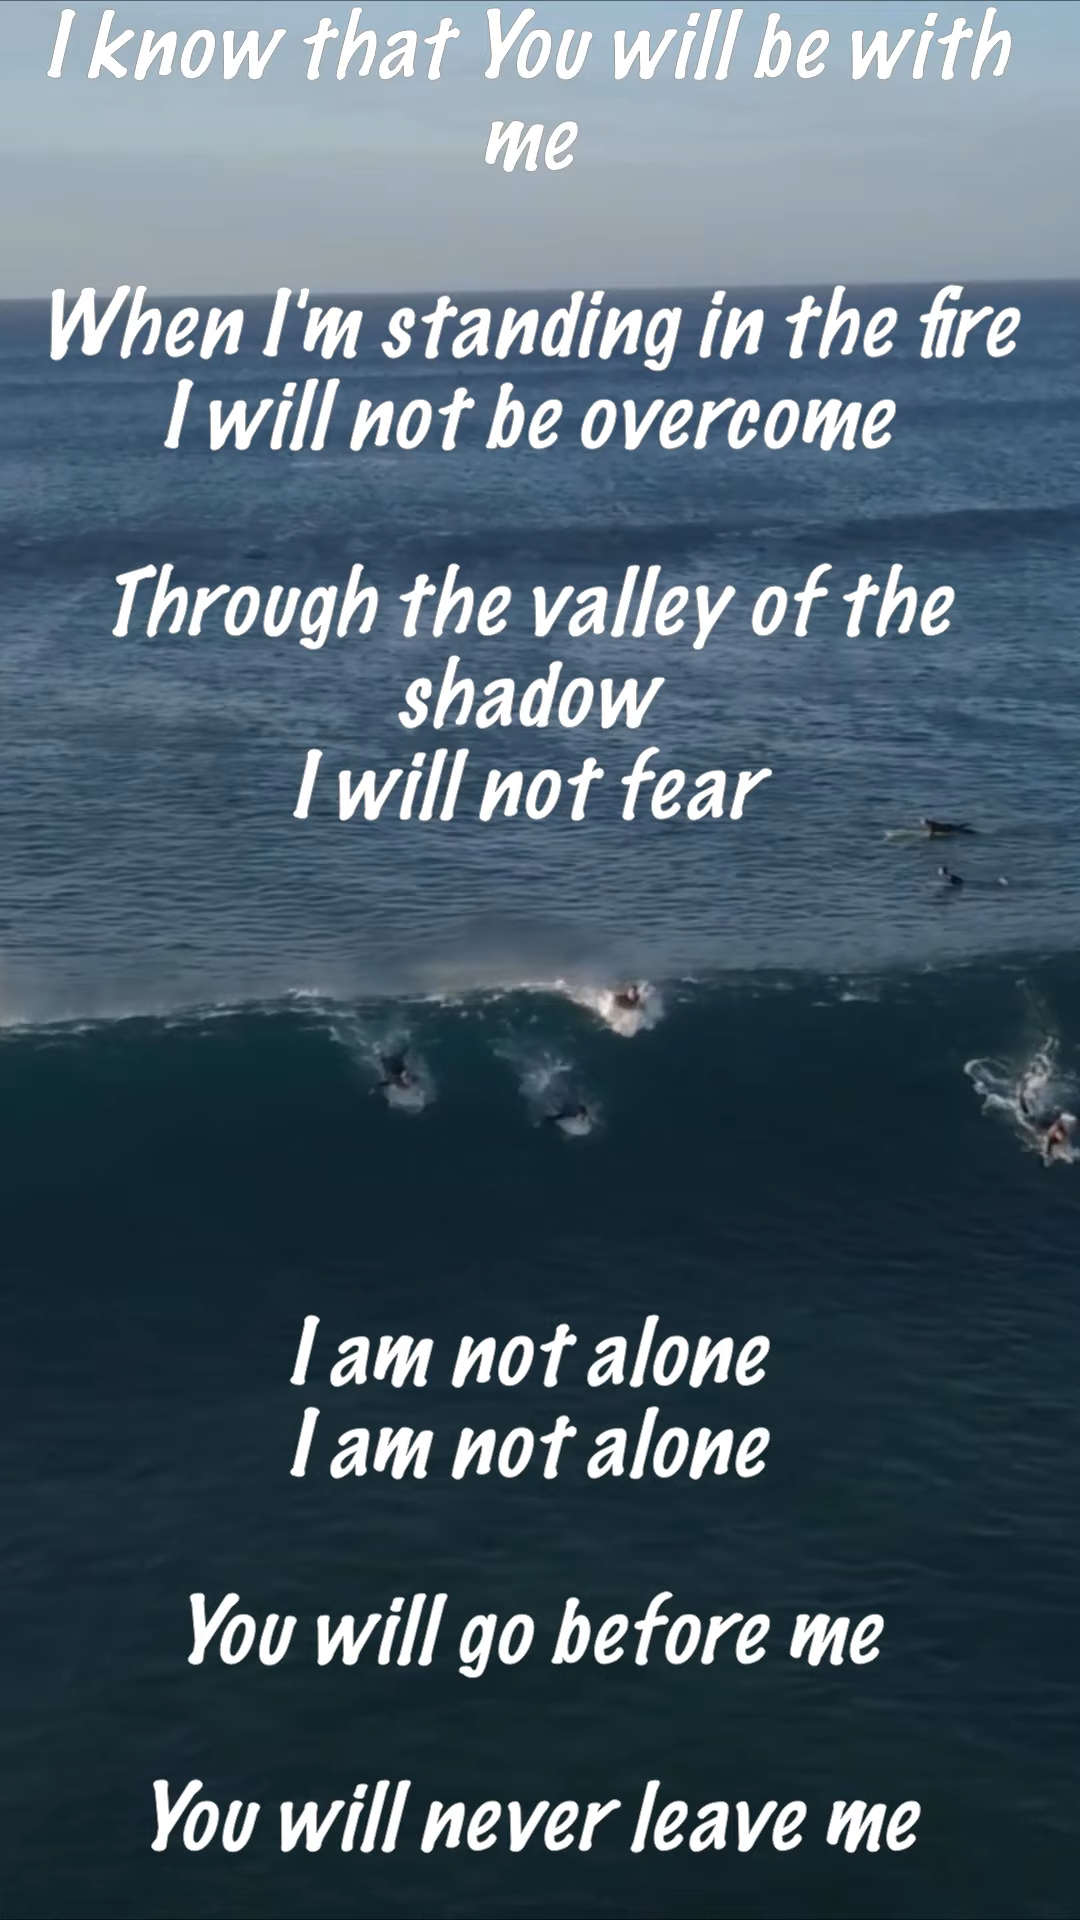 I know that You will be with
me
When I'm standing in the fire
I will not be overcome
Through the valley of the
shadow
I will not fear
I am not alone
I am not alone
You will go before me
You will never leave me